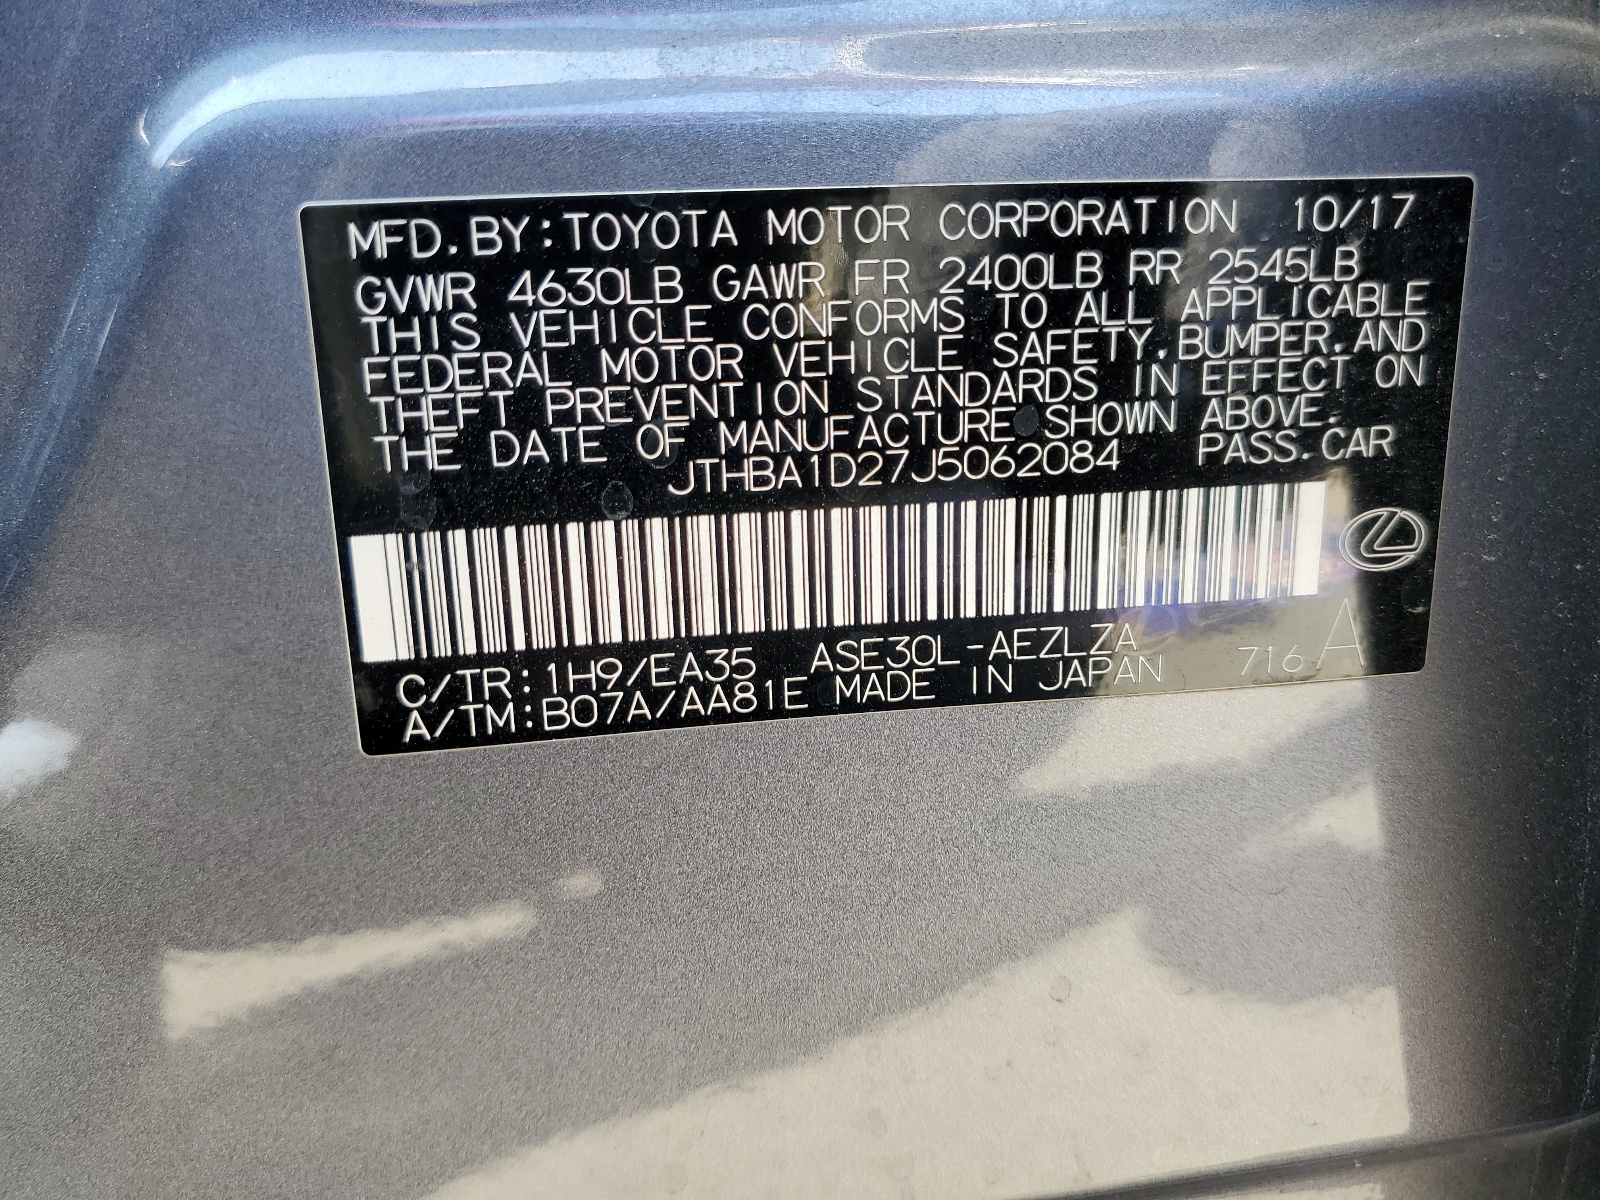 MFD.BY:TOYOTA MOTOR CORPORATION 10/17
GVWR 4630LB GAWR FR 2400LB RR 2545LB
THIS VEHICLE CONFORMS TO ALL APPLICABLE
FEDERAL MOTOR VEHICLE SAFETY,BUMPER,AND
THEFT PREVENTION STANDARDS IN EFFECT ON
THE DATE OF MANUFACTURE SHOWN ABOVE.
JTHBA1D27J5062084 PASS.CAR
C/TR:1H9/EA35 ASE30L-AEZLZA
A/TM:B07A/AA81E MADE IN JAPAN 716 A